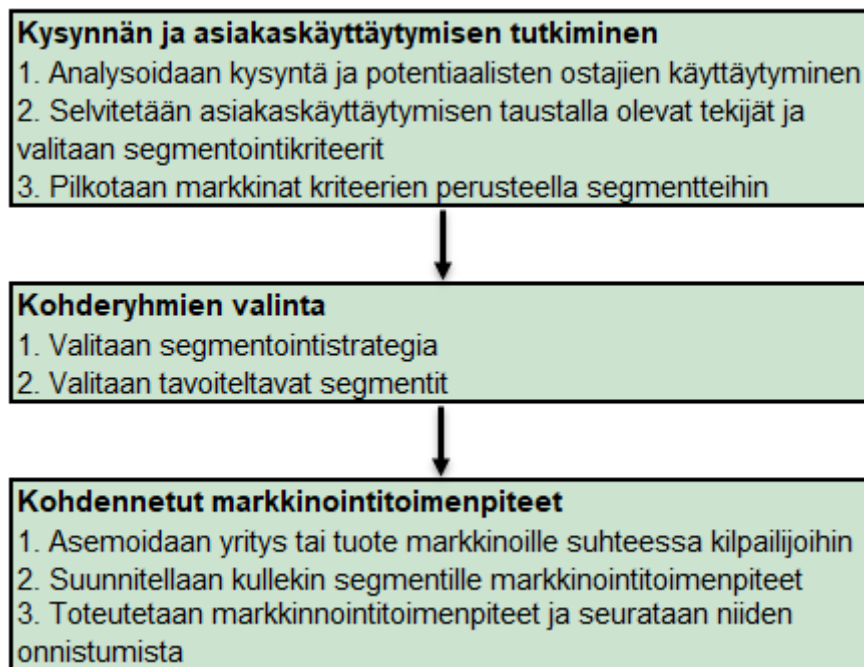 Kysynnän ja asiakaskäyttäytymisen tutkiminen
1. Analysoidaan kysyntä ja potentiaalisten ostajien käyttäytyminen
2. Selvitetään asiakaskäyttäytymisen taustalla olevat tekijät ja
valitaan segmentointikriteerit
3. Pilkotaan markkinat kriteerien perusteella segmentteihin
Kohderyhmien valinta
1. Valitaan segmentointistrategia
2. Valitaan tavoiteltavat segmentit
Kohdennetut markkinointitoimenpiteet
1. Asemoidaan yritys tai tuote markkinoille suhteessa kilpailijoihin
2. Suunnitellaan kullekin segmentille markkinointitoimenpiteet
3. Toteutetaan markkinnointitoimenpiteet ja seurataan niiden
onnistumista